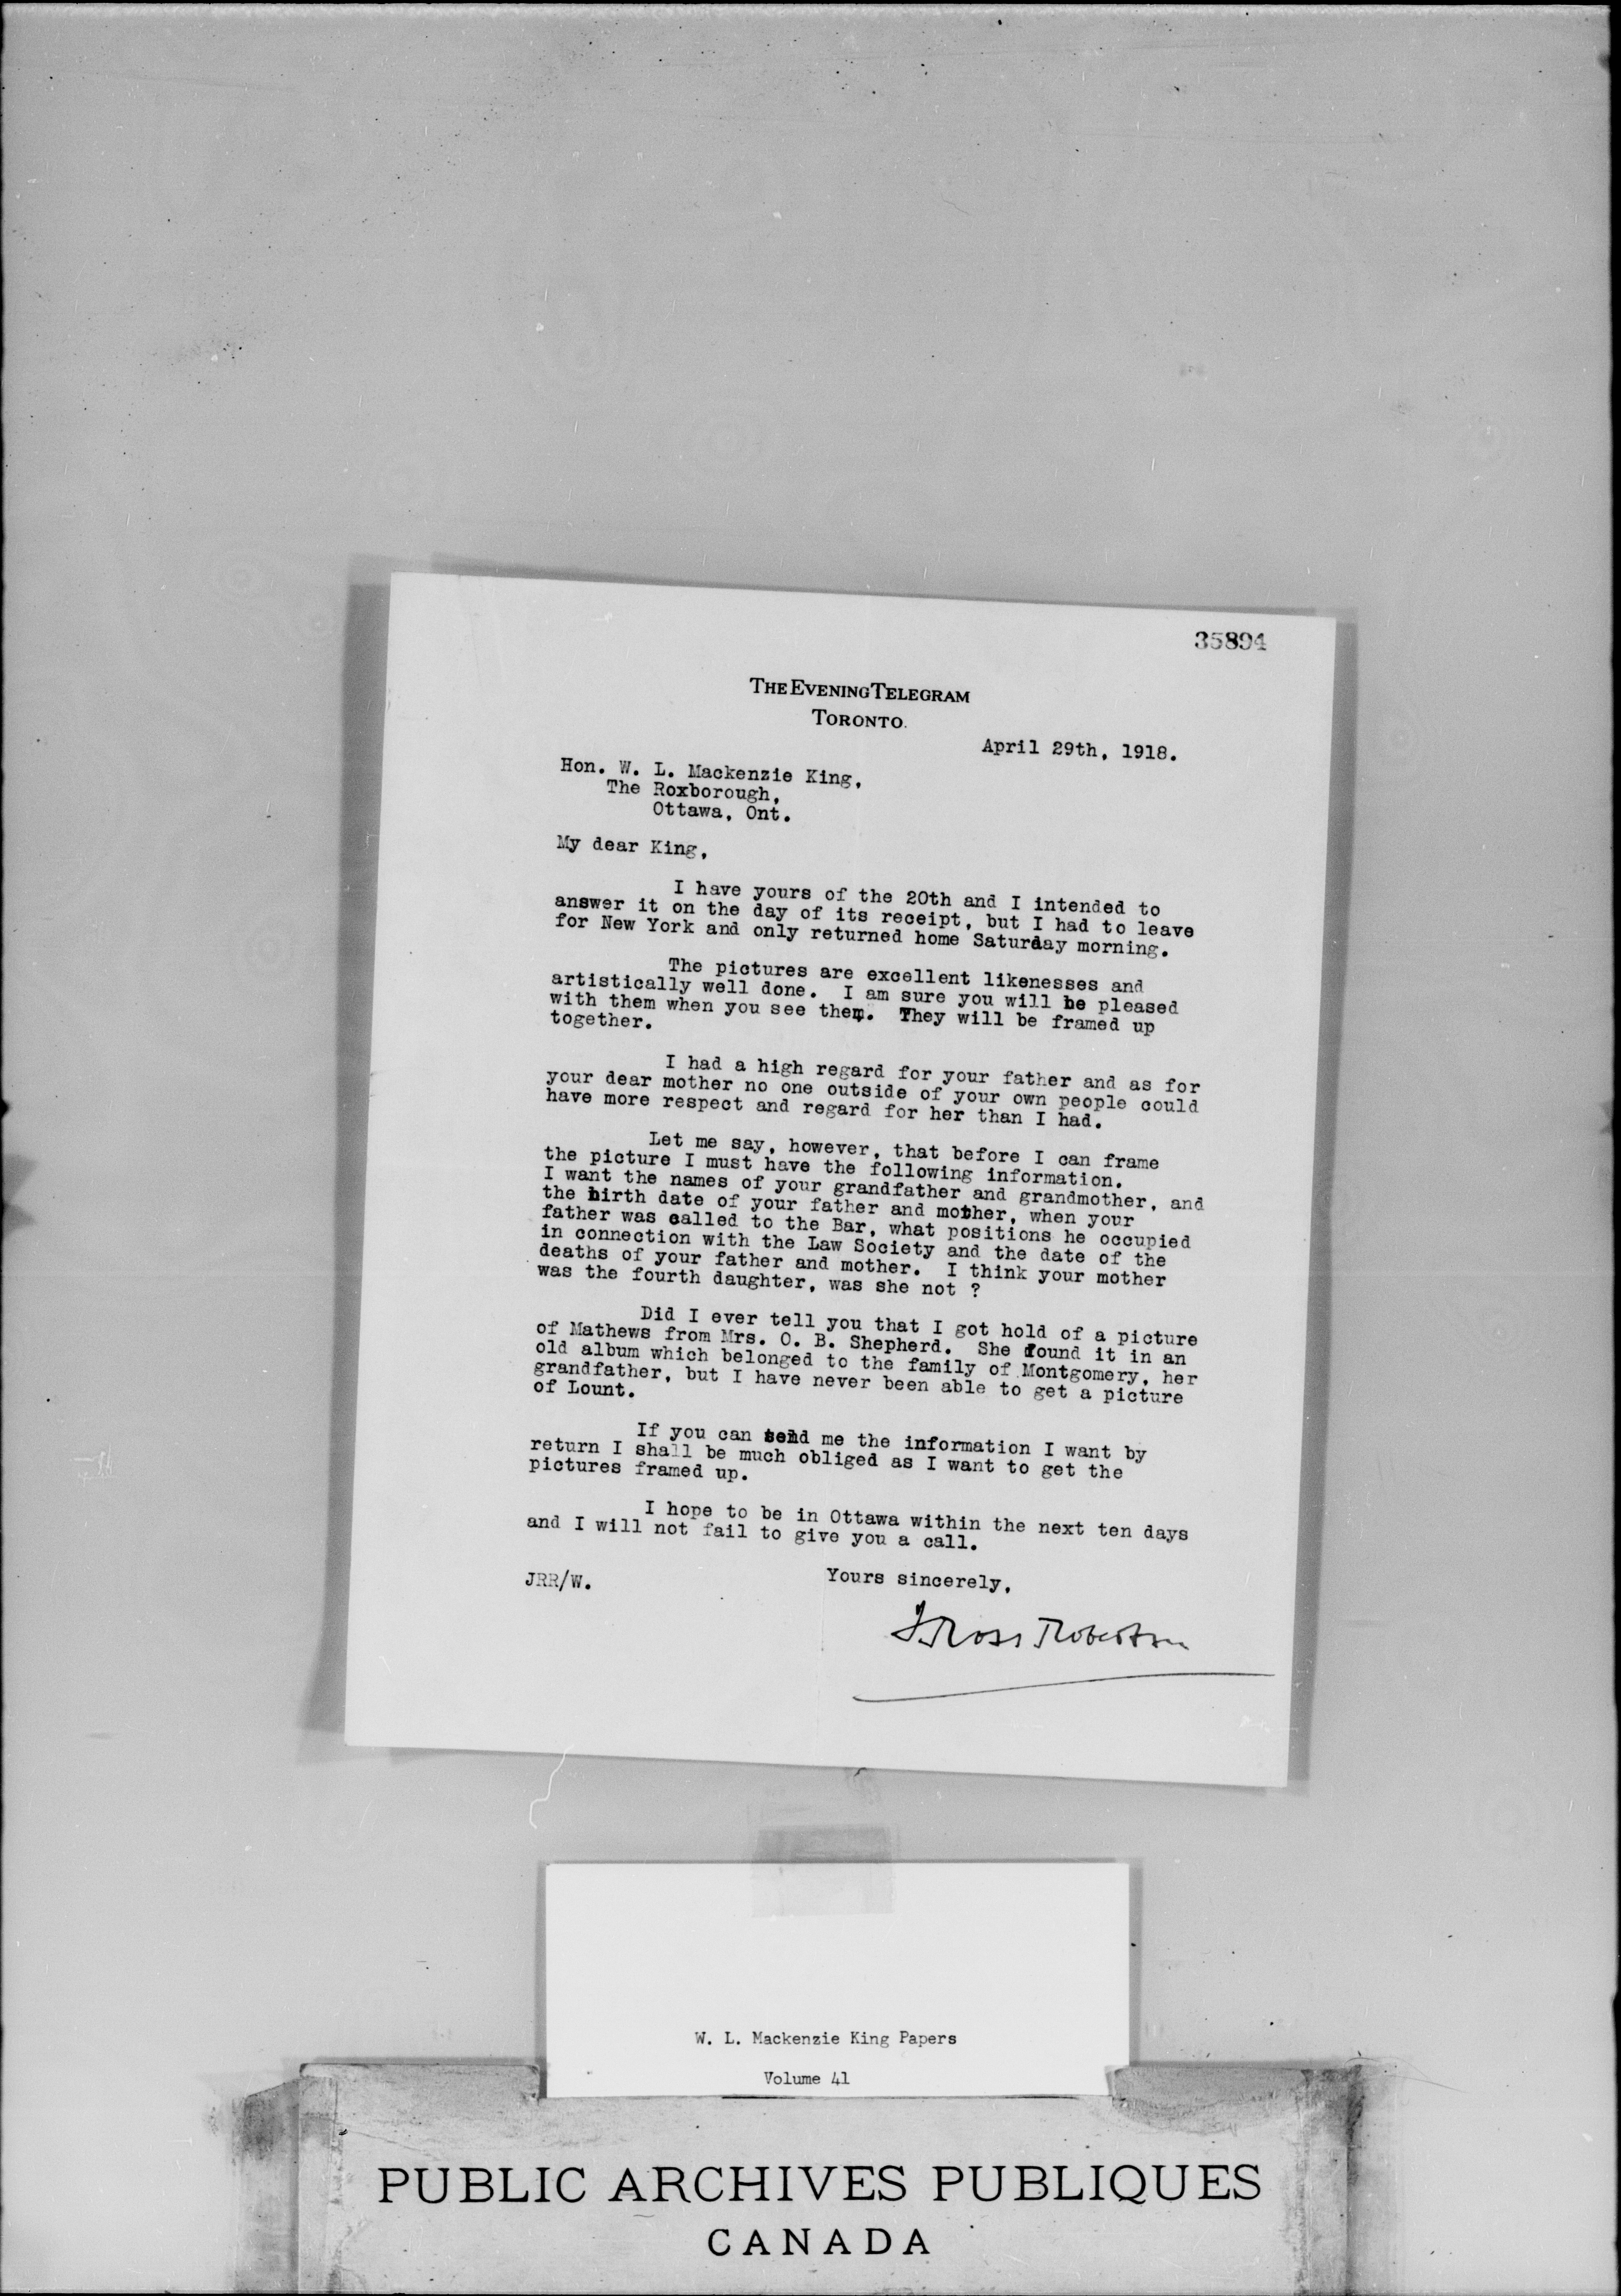 35894
THE EVENING TELEGRAM
TORONTO.
April 29th, 1918.
Hon. W. L. Mackenzie King,
The Roxborough,
Ottawa, Ont.
My dear King,
I have yours of the 20th and I intended to
answer it on the day of its receipt, but I had to leave
for New York and only returned home Saturday morning.
The pictures are excellent likenesses and
artistically well done. I am sure you will be pleased
with them when you see them. They will be framed up
together.
I had a high regard for your father and as for
your dear mother no one outside of your own people could
have more respect and regard for her than I had.
Let me say, however, that before I can frame
the picture I must have the following information.
I want the names of your grandfather and grandmother, and
the birth date of your father and mother, when your
father was called to the Bar, what positions he occupied
in connection with the Law Society and the date of the
deaths of your father and mother. I think your mother
was the fourth daughter, was she not ?
Did I ever tell you that I got hold of a picture
of Mathews from Mrs. O. B. Shepherd. She found it in an
old album which belonged to the family of Montgomery, her
grandfather, but I have never been able to get a picture
of Lount.
If you can send me the information I want by
return I shall be much obliged as I want to get the
pictures framed up.
I hope to be in Ottawa within the next ten days
and I will not fail to give you a call.
JRR/W. Yours sincerely,
J. Ross Robertson
W. L. Mackenzie King Papers
Volume 41
PUBLIC ARCHIVES PUBLIQUES
CANADA